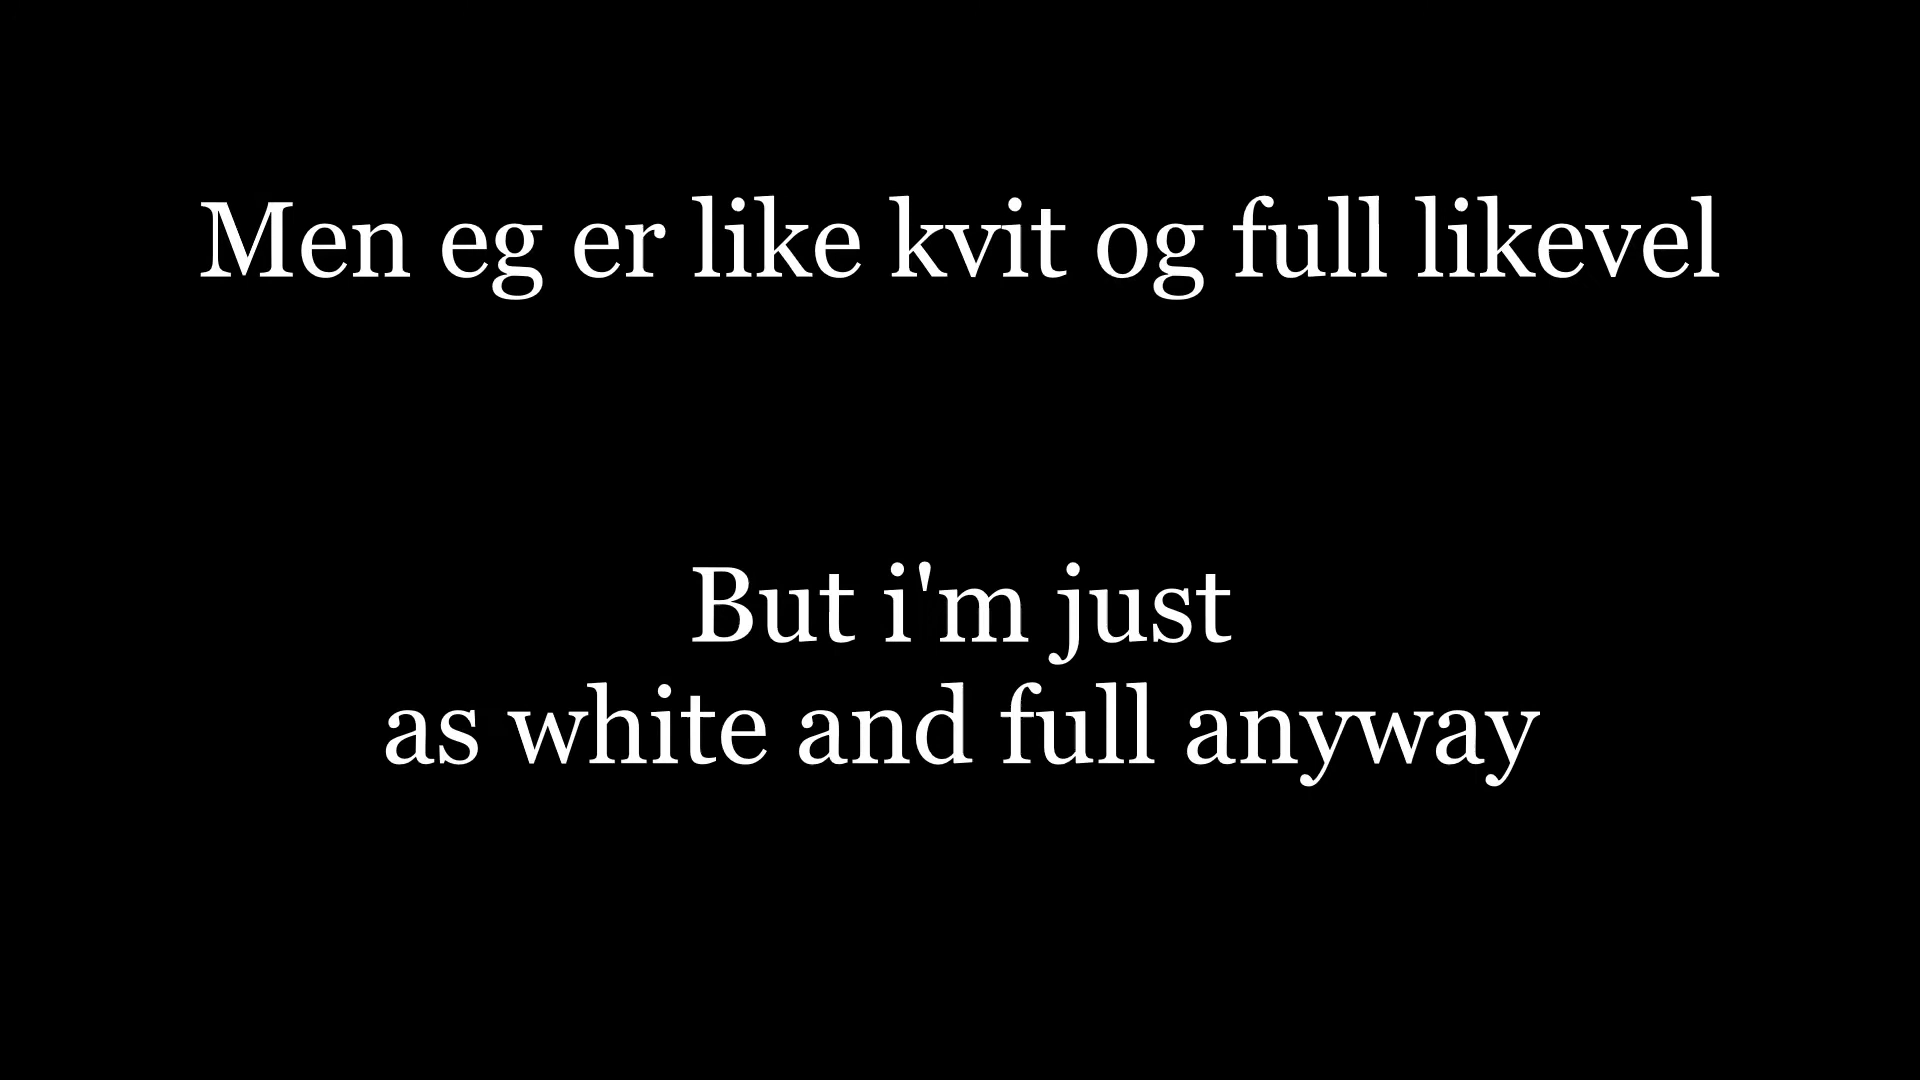 Men eg er like kvit og full likevel
But i'm just
as white and full anyway